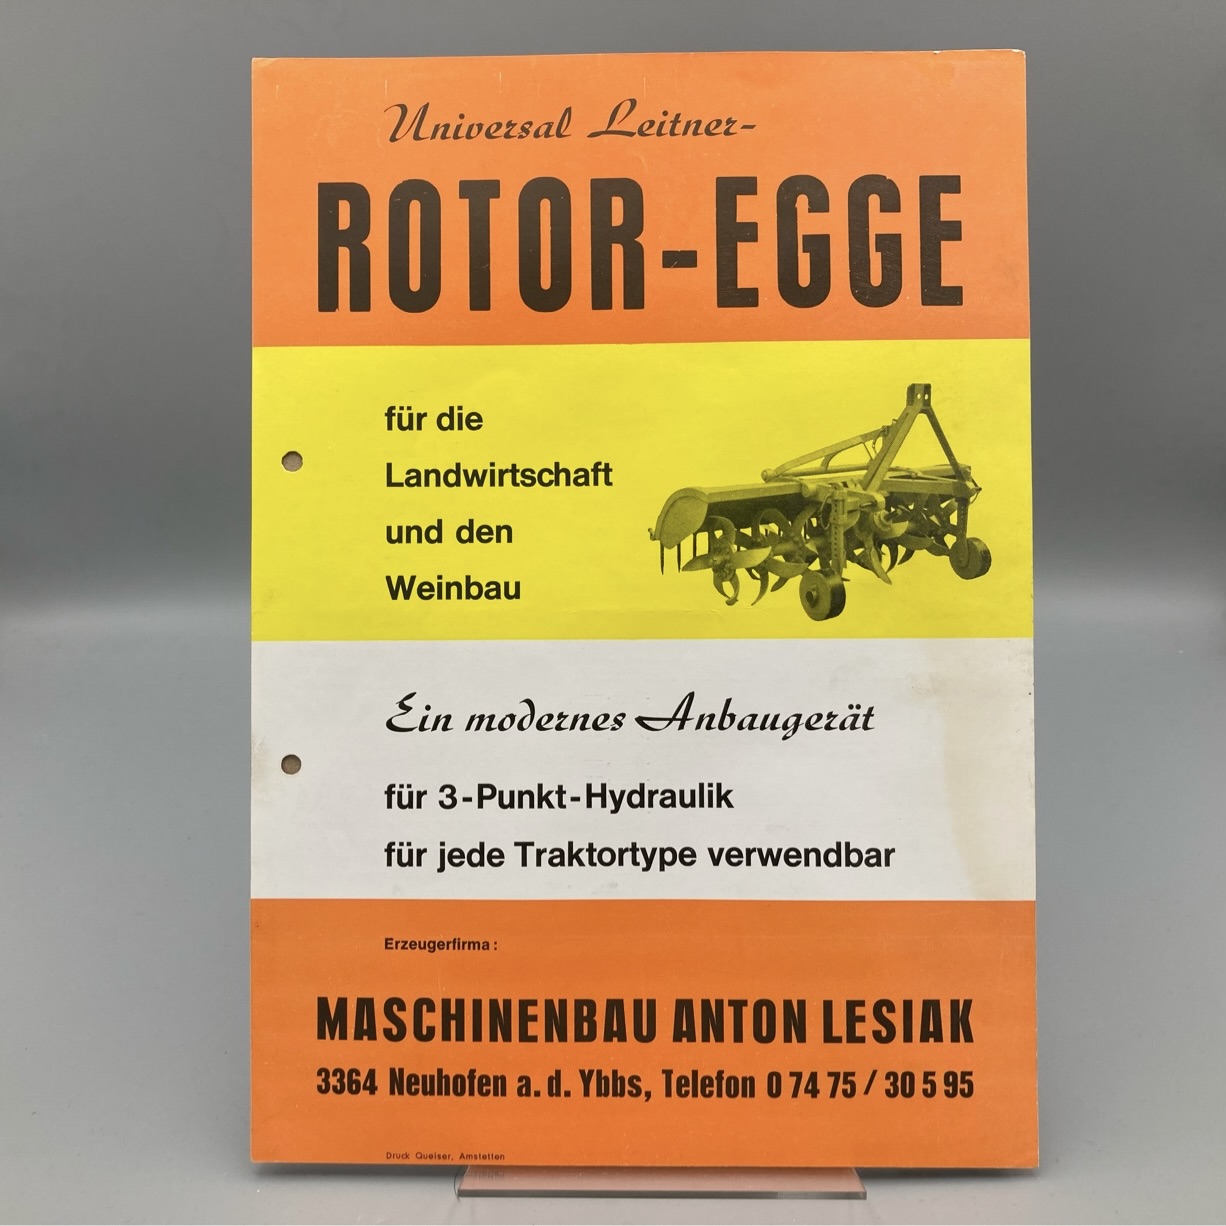 Universal Leitner-
ROTOR-EGGE
für die
Landwirtschaft
und den
Weinbau
Ein modernes Anbaugerät
für 3-Punkt-Hydraulik
für jede Traktortype verwendbar
Erzeugerfirma:
MASCHINENBAU ANTON LESIAK
3364 Neuhofen a. d. Ybbs, Telefon 0 74 75 / 30 5 95
Druck Queiser, Amstetten